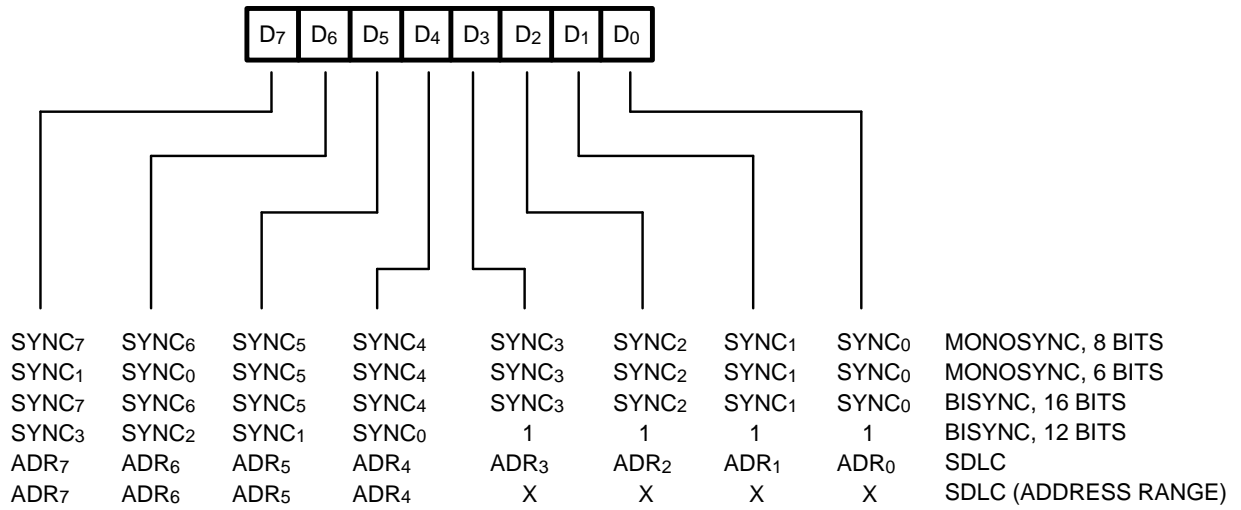 D7 D6 D5 D4 D3 D2 D1 D0
SYNC7 SYNC6 SYNC5 SYNC4 SYNC3 SYNC2 SYNC1 SYNC0 MONOSYNC, 8 BITS
SYNC1 SYNC0 SYNC5 SYNC4 SYNC3 SYNC2 SYNC1 SYNC0 MONOSYNC, 6 BITS
SYNC7 SYNC6 SYNC5 SYNC4 SYNC3 SYNC2 SYNC1 SYNC0 BISYNC, 16 BITS
SYNC3 SYNC2 SYNC1 SYNC0 1 1 1 1 BISYNC, 12 BITS
ADR7 ADR6 ADR5 ADR4 ADR3 ADR2 ADR1 ADR0 SDLC
ADR7 ADR6 ADR5 ADR4 X X X X SDLC (ADDRESS RANGE)